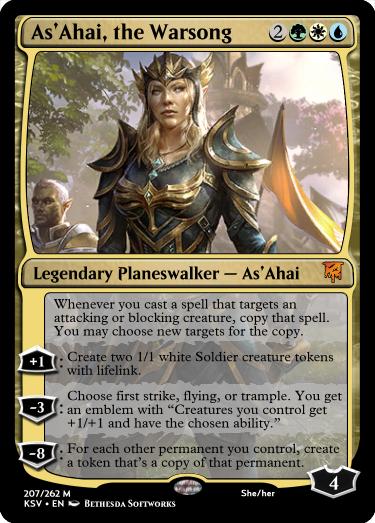 As'Ahai, the Warsong 2
Legendary Planeswalker — As'Ahai
Whenever you cast a spell that targets an
attacking or blocking creature, copy that spell.
You may choose new targets for the copy.
+1: Create two 1/1 white Soldier creature tokens
with lifelink.
-3: Choose first strike, flying, or trample. You get
an emblem with “Creatures you control get
+1/+1 and have the chosen ability.”
-8: For each other permanent you control, create
a token that's a copy of that permanent.
4
207/262 M She/her
KSV • EN Bethesda Softworks